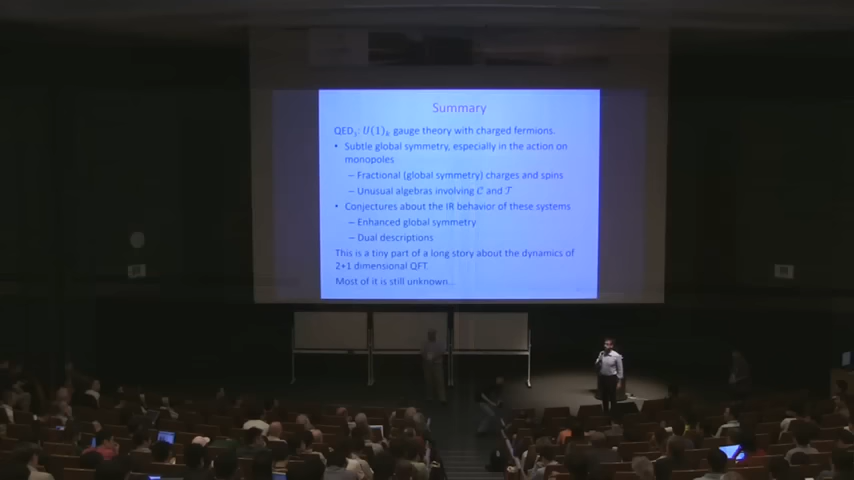 Summary
QED₃: U(1)ₖ gauge theory with charged fermions.
• Subtle global symmetry, especially in the action on
monopoles
– Fractional (global symmetry) charges and spins
– Unusual algebras involving 𝒞 and 𝒯
• Conjectures about the IR behavior of these systems
– Enhanced global symmetry
– Dual descriptions
This is a tiny part of a long story about the dynamics of
2+1 dimensional QFT.
Most of it is still unknown...